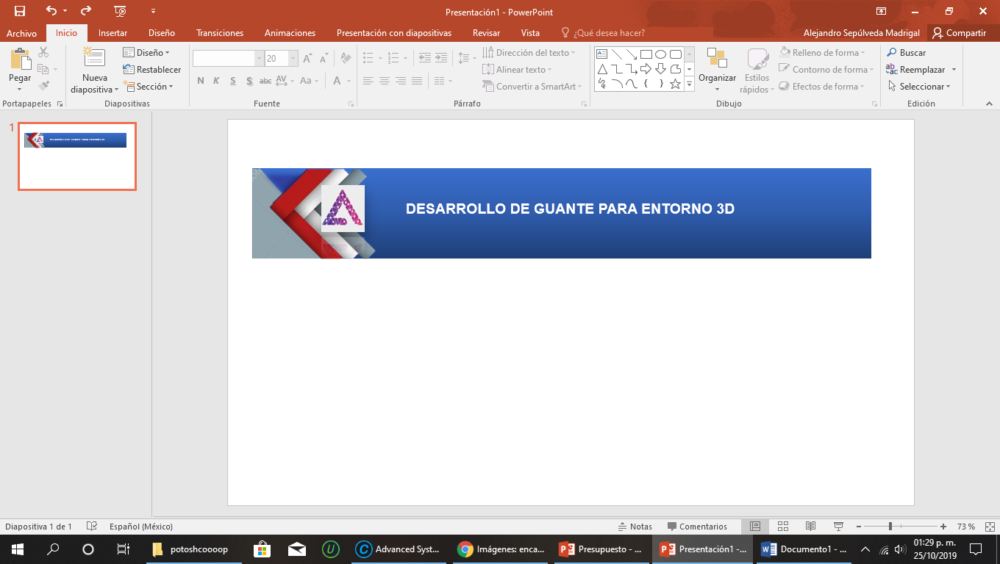 Presentación1 - PowerPoint
Archivo Inicio Insertar Diseño Transiciones Animaciones Presentación con diapositivas Revisar Vista ¿Qué desea hacer? Alejandro Sepúlveda Madrigal Compartir
Pegar
Nueva diapositiva
Diseño
Restablecer
Sección
20
N K S S abc AV Aa A
Dirección del texto
Alinear texto
Convertir a SmartArt
Organizar
Estilos rápidos
Relleno de forma
Contorno de forma
Efectos de forma
Buscar
Reemplazar
Seleccionar
Portapapeles Diapositivas Fuente Párrafo Dibujo Edición
1
DESARROLLO DE GUANTE PARA ENTORNO 3D
Diapositiva 1 de 1 Español (México) Notas Comentarios 73 %
potoshcoooop Advanced Syst... Imágenes: enca... Presupuesto - ... Presentación1 -... Documento1 - ... 01:29 p. m.
25/10/2019